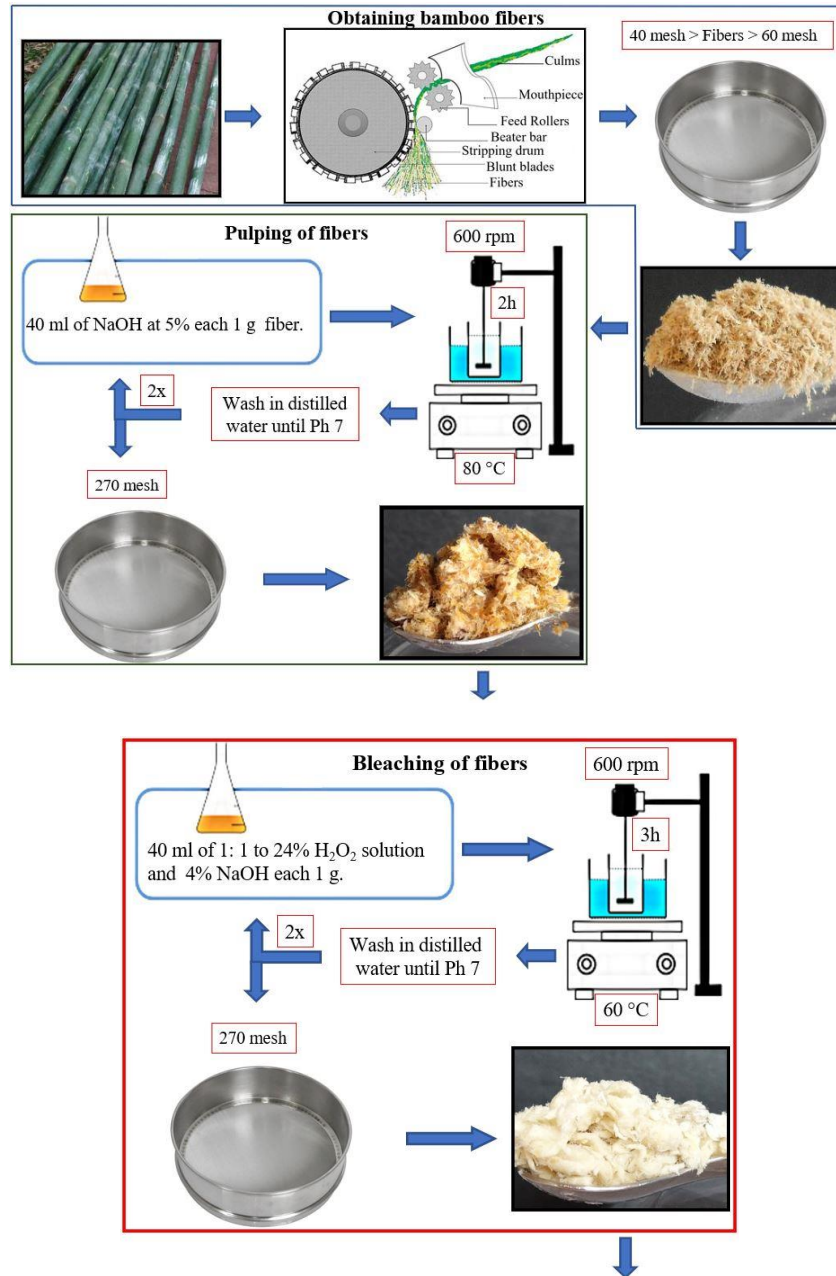 Obtaining bamboo fibers
Culms
Mouthpiece
Feed Rollers
Beater bar
Stripping drum
Blunt blades
Fibers
40 mesh > Fibers > 60 mesh
Pulping of fibers
40 ml of NaOH at 5% each 1 g fiber.
600 rpm
2h
80 °C
Wash in distilled
water until Ph 7
2x
270 mesh
Bleaching of fibers
40 ml of 1: 1 to 24% H₂O₂ solution
and 4% NaOH each 1 g.
600 rpm
3h
60 °C
Wash in distilled
water until Ph 7
2x
270 mesh